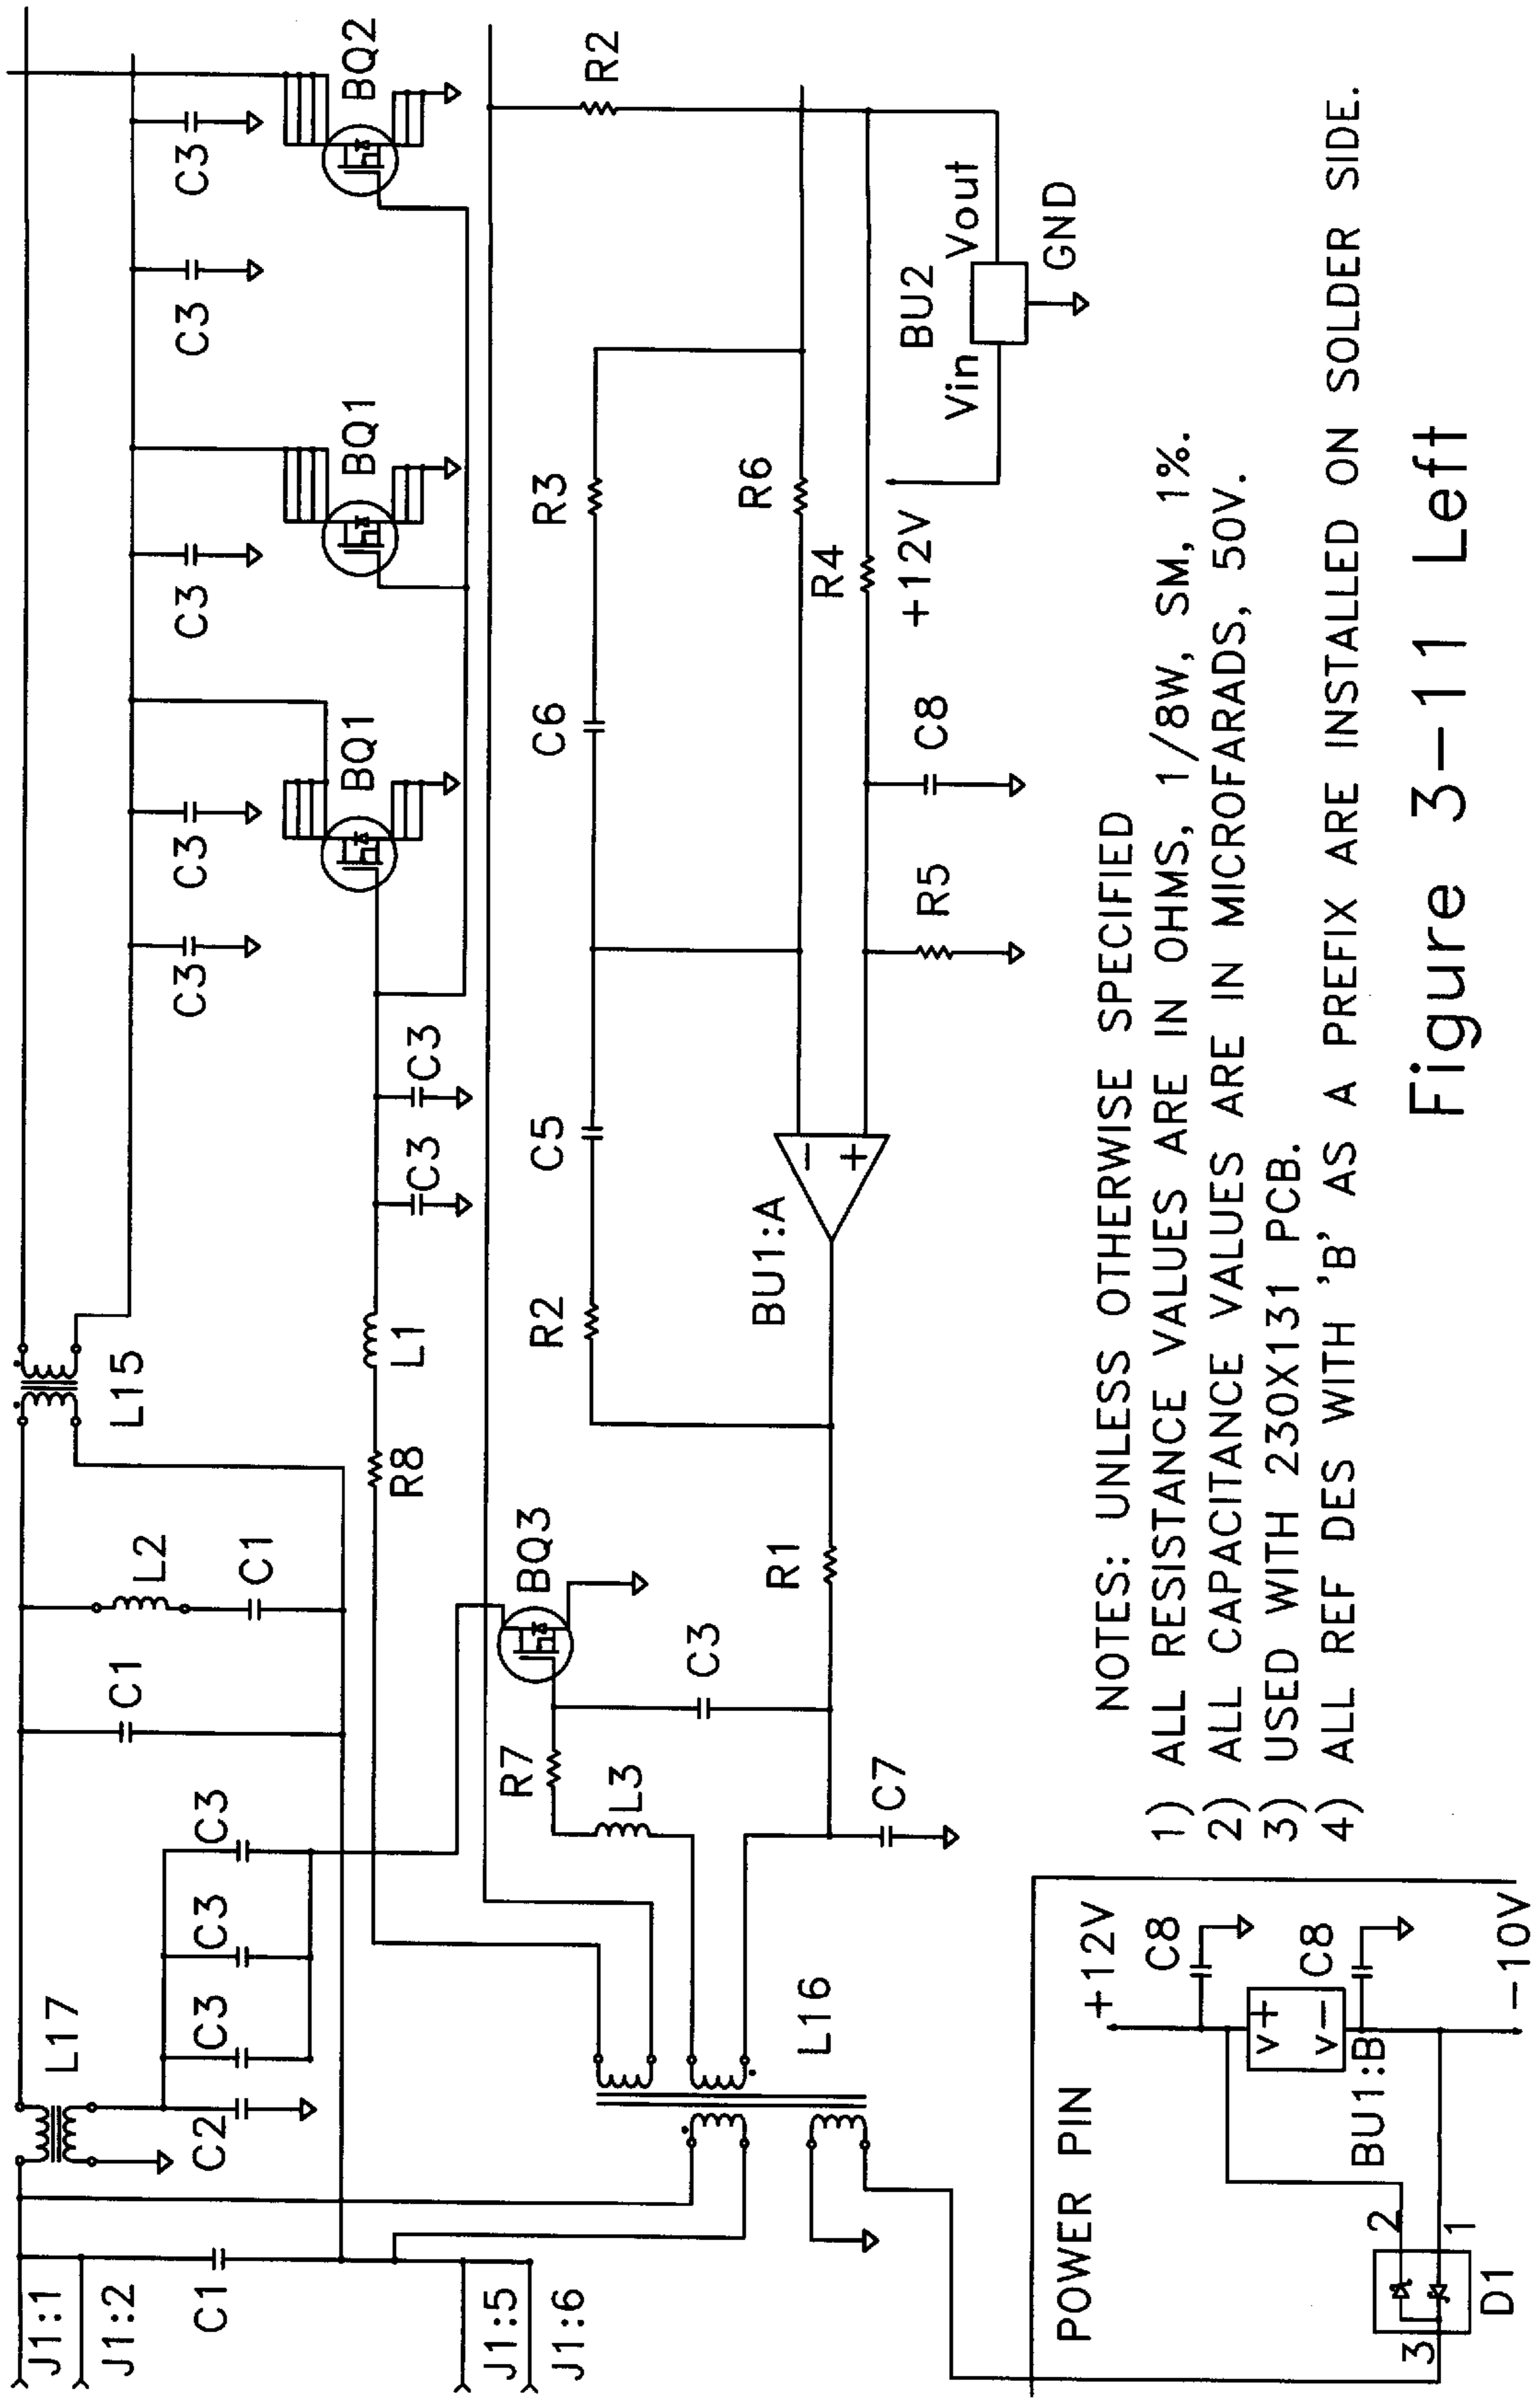 J1:1
J1:2
C1
J1:5
J1:6
L17
C2
C3
C3
C3
C1
L2
C1
L15
R8
L1
C3
C3
C3
C3
C3
C3
C3
C3
BQ1
BQ1
BQ2
BQ3
R7
L3
C3
C7
L16
R1
R2
C5
C6
R3
R6
R4
R2
BU1:A
−
+
R5
C8
+12V
Vin
BU2
Vout
GND
POWER PIN
+12V
C8
V+
V−
C8
BU1:B
−10V
2
1
3
D1
NOTES: UNLESS OTHERWISE SPECIFIED
1) ALL RESISTANCE VALUES ARE IN OHMS, 1/8W, SM, 1%.
2) ALL CAPACITANCE VALUES ARE IN MICROFARADS, 50V.
3) USED WITH 230X131 PCB.
4) ALL REF DES WITH 'B' AS A PREFIX ARE INSTALLED ON SOLDER SIDE.
Figure 3-11 Left